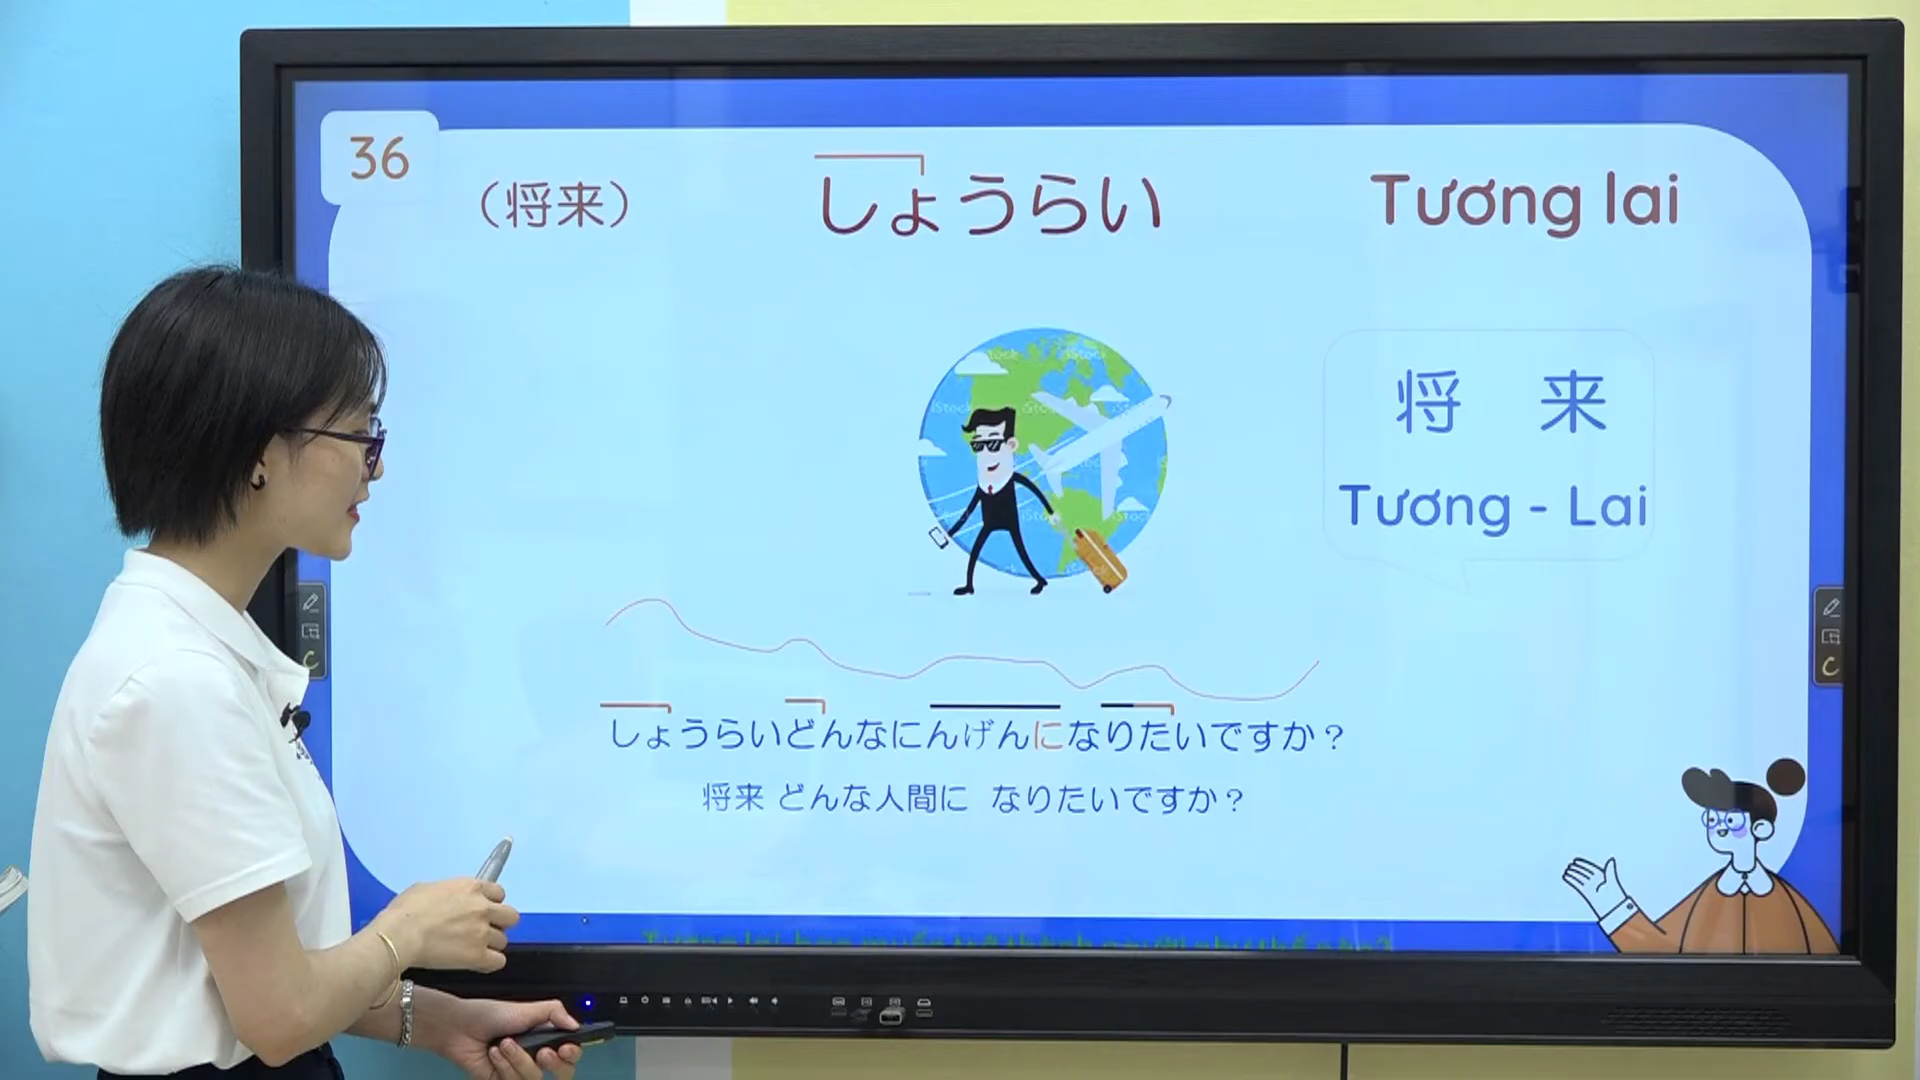 36
（将来）
しょうらい
Tương lai
iStock
将 来
Tương - Lai
しょうらいどんなにんげんになりたいですか？
将来 どんな人間に なりたいですか？